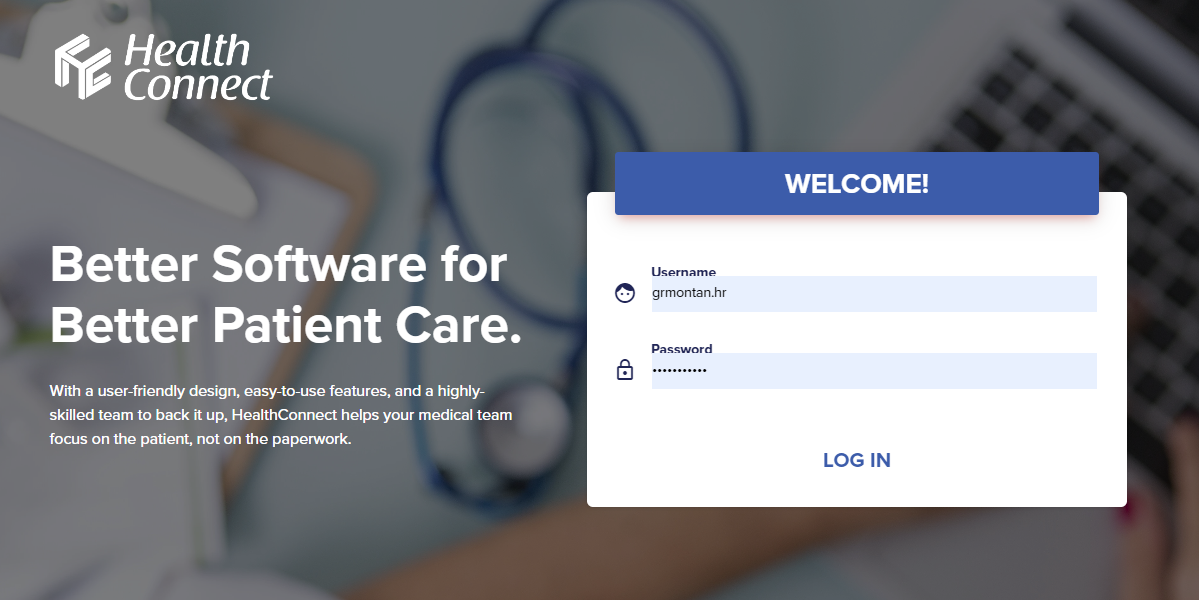 Health
Connect
Better Software for
Better Patient Care.
With a user-friendly design, easy-to-use features, and a highly-
skilled team to back it up, HealthConnect helps your medical team
focus on the patient, not on the paperwork.
WELCOME!
Username
grmontan.hr
Password
•••••••••••
LOG IN